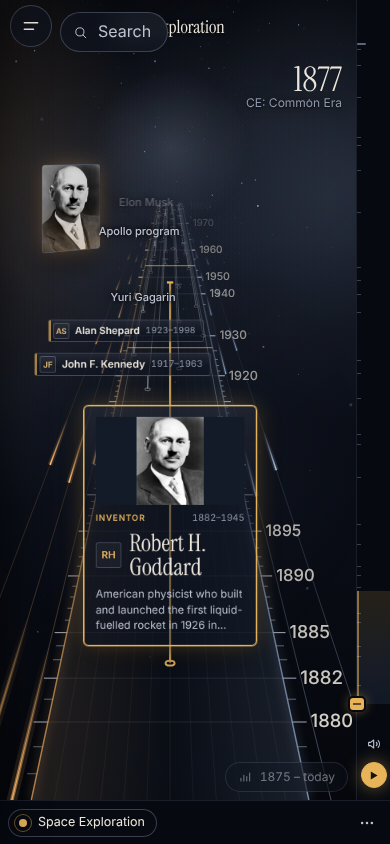 Search
xploration
1877
CE: Common Era
Elon Musk
1970
Apollo program
1960
1950
Yuri Gagarin
1940
AS Alan Shepard 1923–1998
1930
JF John F. Kennedy 1917–1963
1920
INVENTOR 1882–1945
1895
RH
Robert H.
Goddard
1890
American physicist who built
and launched the first liquid-
fuelled rocket in 1926 in...
1885
1882
1880
1875 – today
Space Exploration